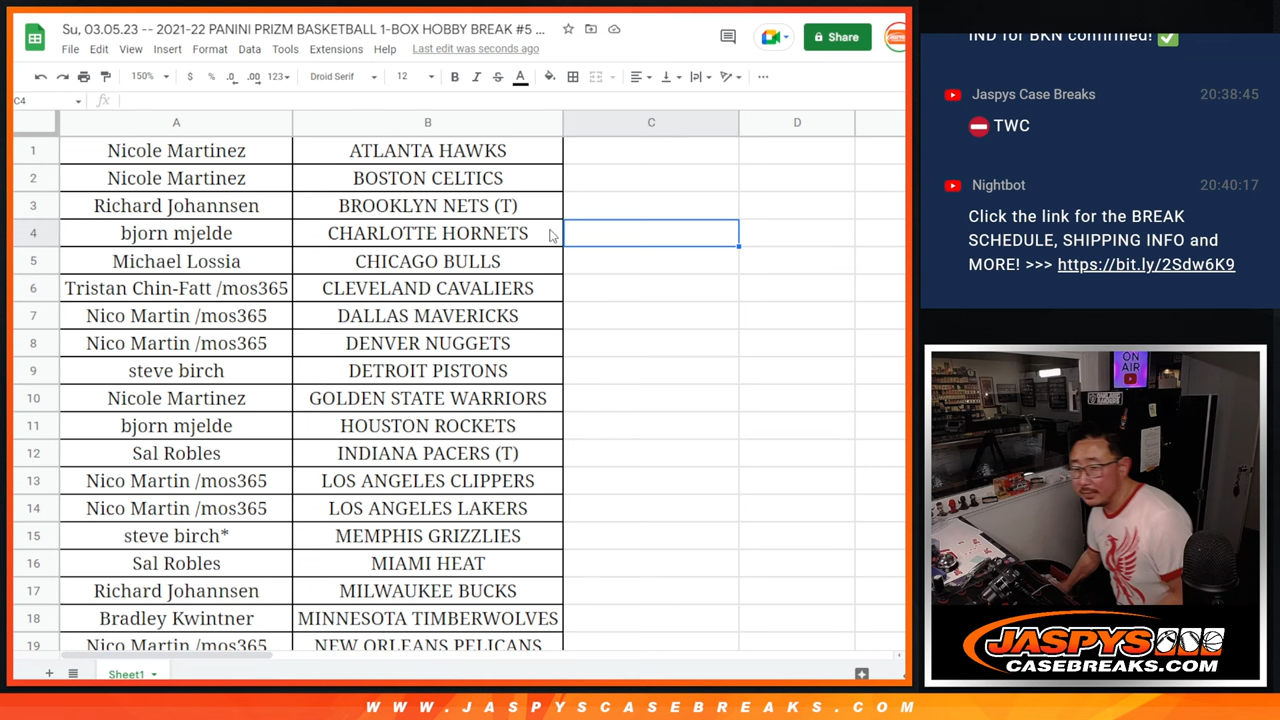 Su, 03.05.23 -- 2021-22 PANINI PRIZM BASKETBALL 1-BOX HOBBY BREAK #5 ...
File Edit View Insert Format Data Tools Extensions Help Last edit was seconds ago
Share
150% $ % .0 .00 123 Droid Serif 12 B I S A
C4 fx
A B C D
1 Nicole Martinez ATLANTA HAWKS
2 Nicole Martinez BOSTON CELTICS
3 Richard Johannsen BROOKLYN NETS (T)
4 bjorn mjelde CHARLOTTE HORNETS
5 Michael Lossia CHICAGO BULLS
6 Tristan Chin-Fatt /mos365 CLEVELAND CAVALIERS
7 Nico Martin /mos365 DALLAS MAVERICKS
8 Nico Martin /mos365 DENVER NUGGETS
9 steve birch DETROIT PISTONS
10 Nicole Martinez GOLDEN STATE WARRIORS
11 bjorn mjelde HOUSTON ROCKETS
12 Sal Robles INDIANA PACERS (T)
13 Nico Martin /mos365 LOS ANGELES CLIPPERS
14 Nico Martin /mos365 LOS ANGELES LAKERS
15 steve birch* MEMPHIS GRIZZLIES
16 Sal Robles MIAMI HEAT
17 Richard Johannsen MILWAUKEE BUCKS
18 Bradley Kwintner MINNESOTA TIMBERWOLVES
19 Nico Martin /mos365 NEW ORLEANS PELICANS
Sheet1
IND for BKN confirmed! ✅
Jaspys Case Breaks 20:38:45
⛔ TWC
Nightbot 20:40:17
Click the link for the BREAK
SCHEDULE, SHIPPING INFO and
MORE! >>> https://bit.ly/2Sdw6K9
ON
AIR
JASPYS
CASEBREAKS.COM
WWW.JASPYSCASEBREAKS.COM